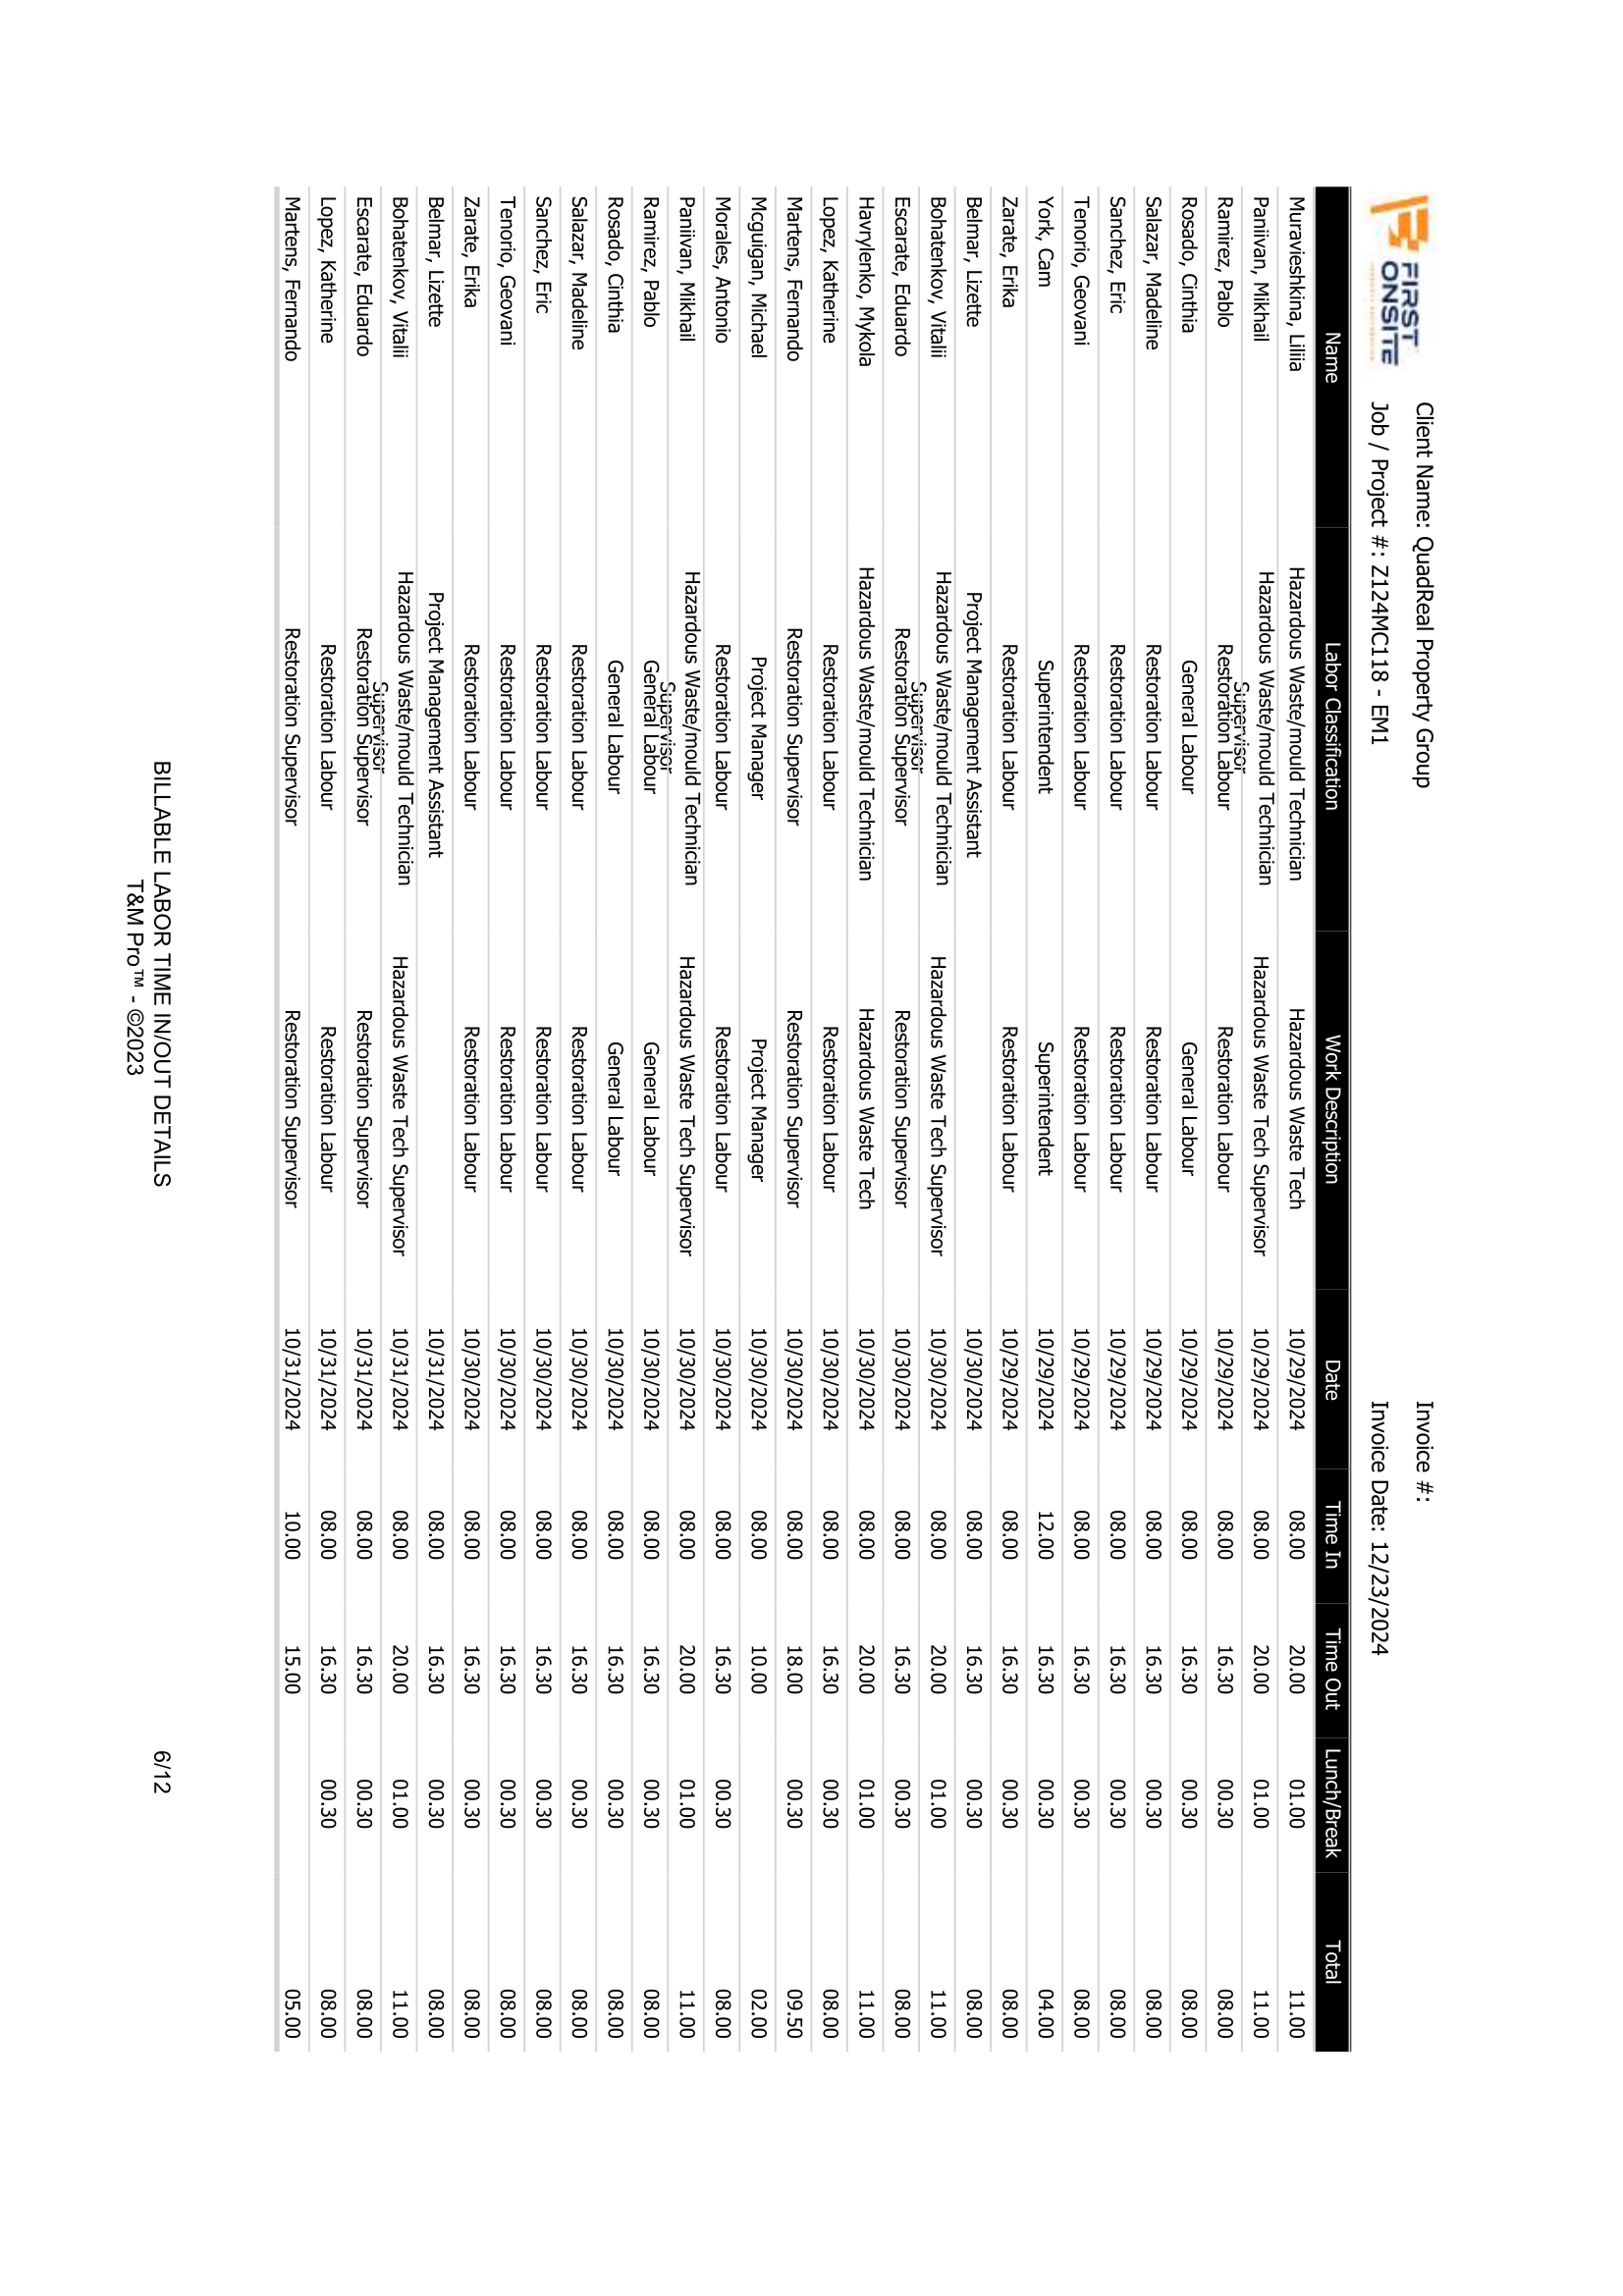 FIRST
ONSITE
Client Name: QuadReal Property Group
Invoice #:
Job / Project #: Z124MC118 - EM1
Invoice Date: 12/23/2024
Name Labor Classification Work Description Date Time In Time Out Lunch/Break Total
Muravieshkina, Liliia Hazardous Waste/mould Technician Hazardous Waste Tech 10/29/2024 08.00 20.00 01.00 11.00
Paniivan, Mikhail Hazardous Waste/mould Technician Supervisor Hazardous Waste Tech Supervisor 10/29/2024 08.00 20.00 01.00 11.00
Ramirez, Pablo Restoration Labour Restoration Labour 10/29/2024 08.00 16.30 00.30 08.00
Rosado, Cinthia General Labour General Labour 10/29/2024 08.00 16.30 00.30 08.00
Salazar, Madeline Restoration Labour Restoration Labour 10/29/2024 08.00 16.30 00.30 08.00
Sanchez, Eric Restoration Labour Restoration Labour 10/29/2024 08.00 16.30 00.30 08.00
Tenorio, Geovani Restoration Labour Restoration Labour 10/29/2024 08.00 16.30 00.30 08.00
York, Cam Superintendent Superintendent 10/29/2024 12.00 16.30 00.30 04.00
Zarate, Erika Restoration Labour Restoration Labour 10/29/2024 08.00 16.30 00.30 08.00
Belmar, Lizette Project Management Assistant 10/30/2024 08.00 16.30 00.30 08.00
Bohatenkov, Vitalii Hazardous Waste/mould Technician Supervisor Hazardous Waste Tech Supervisor 10/30/2024 08.00 20.00 01.00 11.00
Escarate, Eduardo Restoration Supervisor Restoration Supervisor 10/30/2024 08.00 16.30 00.30 08.00
Havrylenko, Mykola Hazardous Waste/mould Technician Hazardous Waste Tech 10/30/2024 08.00 20.00 01.00 11.00
Lopez, Katherine Restoration Labour Restoration Labour 10/30/2024 08.00 16.30 00.30 08.00
Martens, Fernando Restoration Supervisor Restoration Supervisor 10/30/2024 08.00 18.00 00.30 09.50
Mcguigan, Michael Project Manager Project Manager 10/30/2024 08.00 10.00 02.00
Morales, Antonio Restoration Labour Restoration Labour 10/30/2024 08.00 16.30 00.30 08.00
Paniivan, Mikhail Hazardous Waste/mould Technician Supervisor Hazardous Waste Tech Supervisor 10/30/2024 08.00 20.00 01.00 11.00
Ramirez, Pablo General Labour General Labour 10/30/2024 08.00 16.30 00.30 08.00
Rosado, Cinthia General Labour General Labour 10/30/2024 08.00 16.30 00.30 08.00
Salazar, Madeline Restoration Labour Restoration Labour 10/30/2024 08.00 16.30 00.30 08.00
Sanchez, Eric Restoration Labour Restoration Labour 10/30/2024 08.00 16.30 00.30 08.00
Tenorio, Geovani Restoration Labour Restoration Labour 10/30/2024 08.00 16.30 00.30 08.00
Zarate, Erika Restoration Labour Restoration Labour 10/30/2024 08.00 16.30 00.30 08.00
Belmar, Lizette Project Management Assistant 10/31/2024 08.00 16.30 00.30 08.00
Bohatenkov, Vitalii Hazardous Waste/mould Technician Supervisor Hazardous Waste Tech Supervisor 10/31/2024 08.00 20.00 01.00 11.00
Escarate, Eduardo Restoration Supervisor Restoration Supervisor 10/31/2024 08.00 16.30 00.30 08.00
Lopez, Katherine Restoration Labour Restoration Labour 10/31/2024 08.00 16.30 00.30 08.00
Martens, Fernando Restoration Supervisor Restoration Supervisor 10/31/2024 10.00 15.00 05.00
BILLABLE LABOR TIME IN/OUT DETAILS 6/12
T&M Pro™ - ©2023